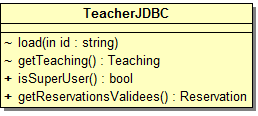 TeacherJDBC
~ load(in id : string)
~ getTeaching() : Teaching
+ isSuperUser() : bool
+ getReservationsValidees() : Reservation